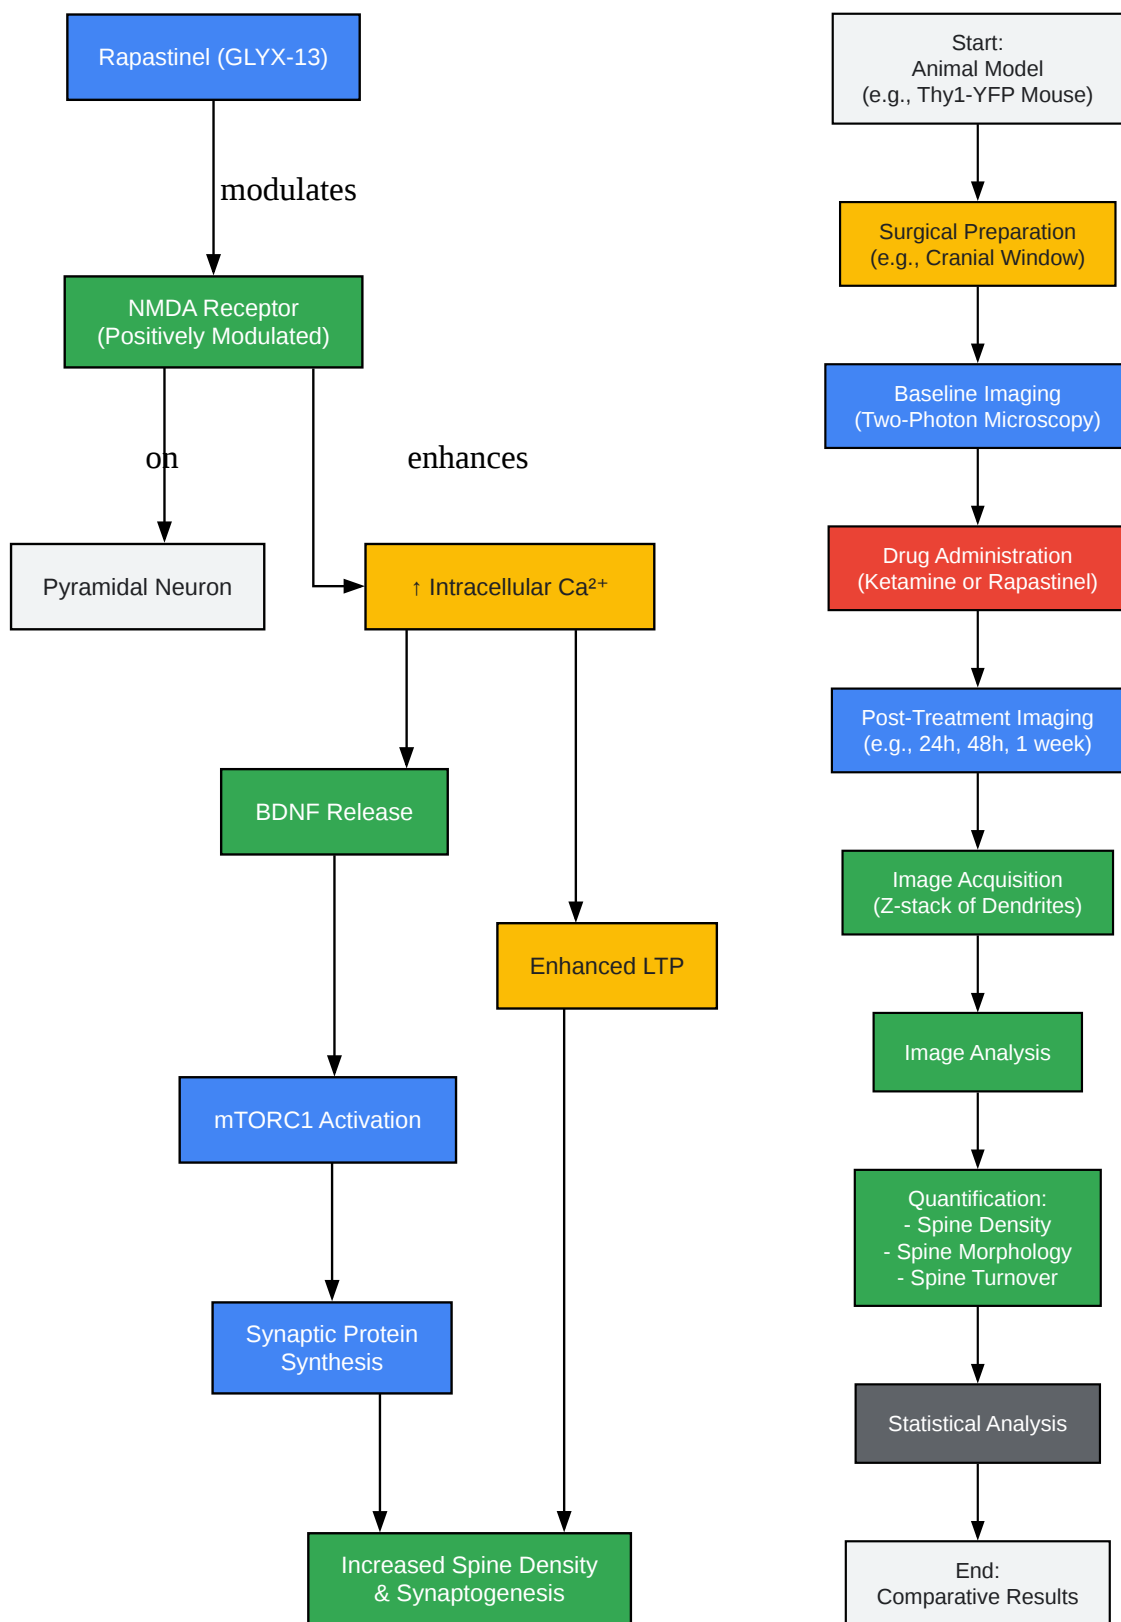 Rapastinel (GLYX-13)
modulates
NMDA Receptor
(Positively Modulated)
on
enhances
Pyramidal Neuron
↑ Intracellular Ca²⁺
BDNF Release
Enhanced LTP
mTORC1 Activation
Synaptic Protein
Synthesis
Increased Spine Density
& Synaptogenesis
Start:
Animal Model
(e.g., Thy1-YFP Mouse)
Surgical Preparation
(e.g., Cranial Window)
Baseline Imaging
(Two-Photon Microscopy)
Drug Administration
(Ketamine or Rapastinel)
Post-Treatment Imaging
(e.g., 24h, 48h, 1 week)
Image Acquisition
(Z-stack of Dendrites)
Image Analysis
Quantification:
- Spine Density
- Spine Morphology
- Spine Turnover
Statistical Analysis
End:
Comparative Results